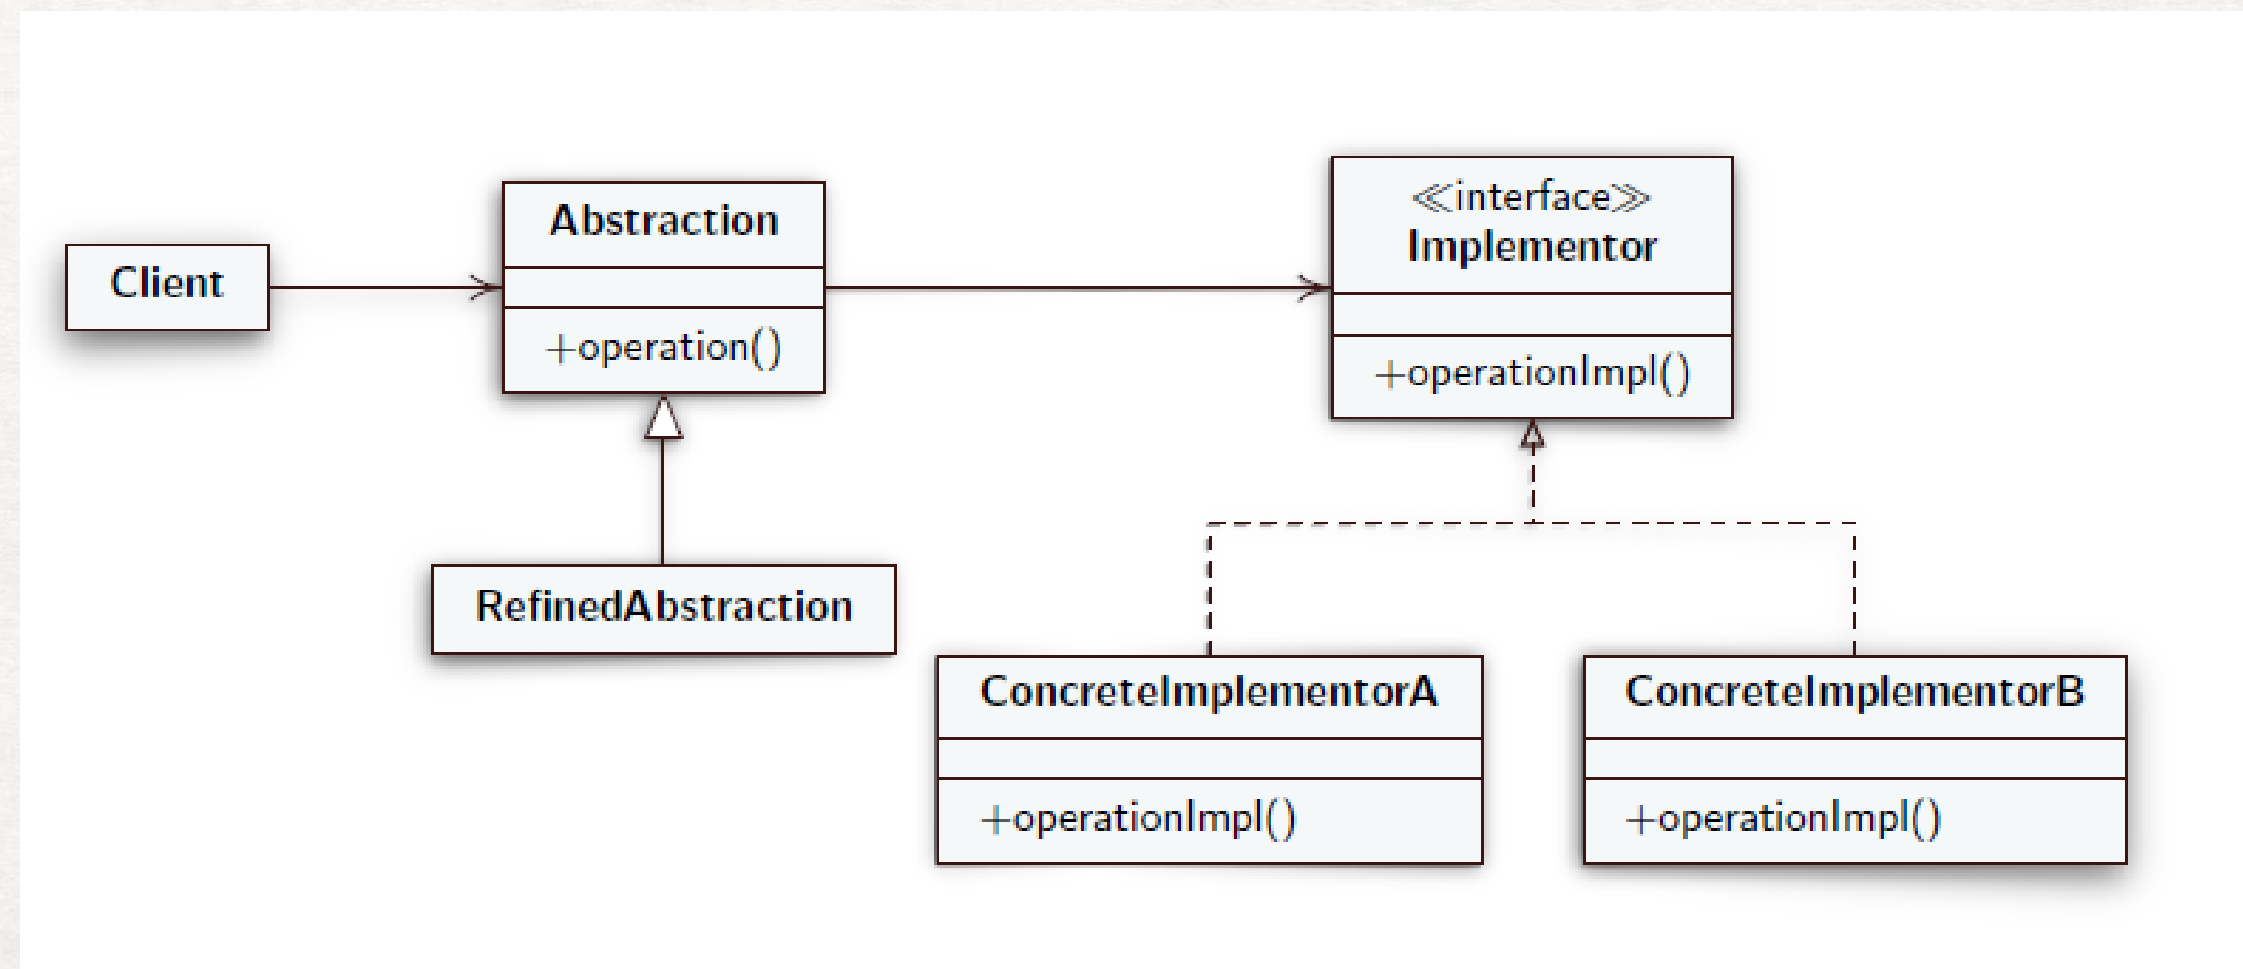 Client
Abstraction
+operation()
≪interface≫
Implementor
+operationImpl()
RefinedAbstraction
ConcreteImplementorA
+operationImpl()
ConcreteImplementorB
+operationImpl()